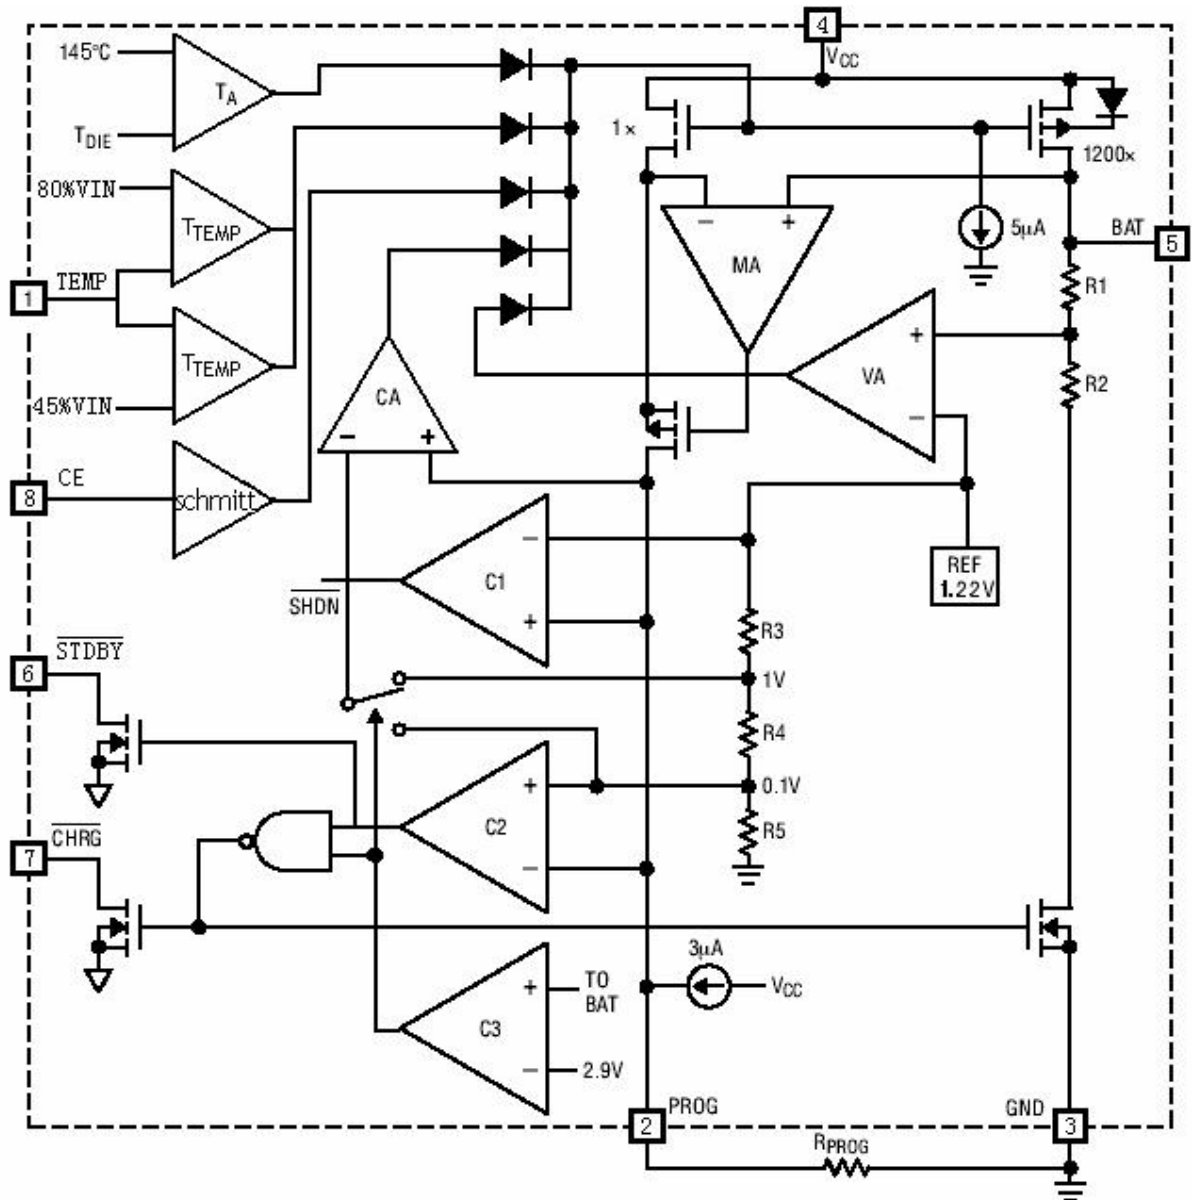 4
145°C
VCC
TA
1×
TDIE
1200×
80%VIN
TTEMP
−
+
5µA
BAT
5
MA
TEMP
1
R1
+
TTEMP
VA
R2
CA
45%VIN
−
−
+
CE
8
schmitt
−
REF
1.22V
C1
SHDN
+
R3
STDBY
6
1V
R4
+
0.1V
C2
R5
CHRG
7
−
3µA
+
TO
BAT
VCC
C3
−
2.9V
PROG
GND
2
3
RPROG